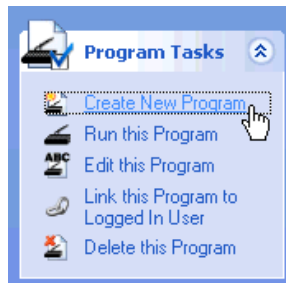 Program Tasks
Create New Program
Run this Program
ABC
Edit this Program
Link this Program to
Logged In User
Delete this Program